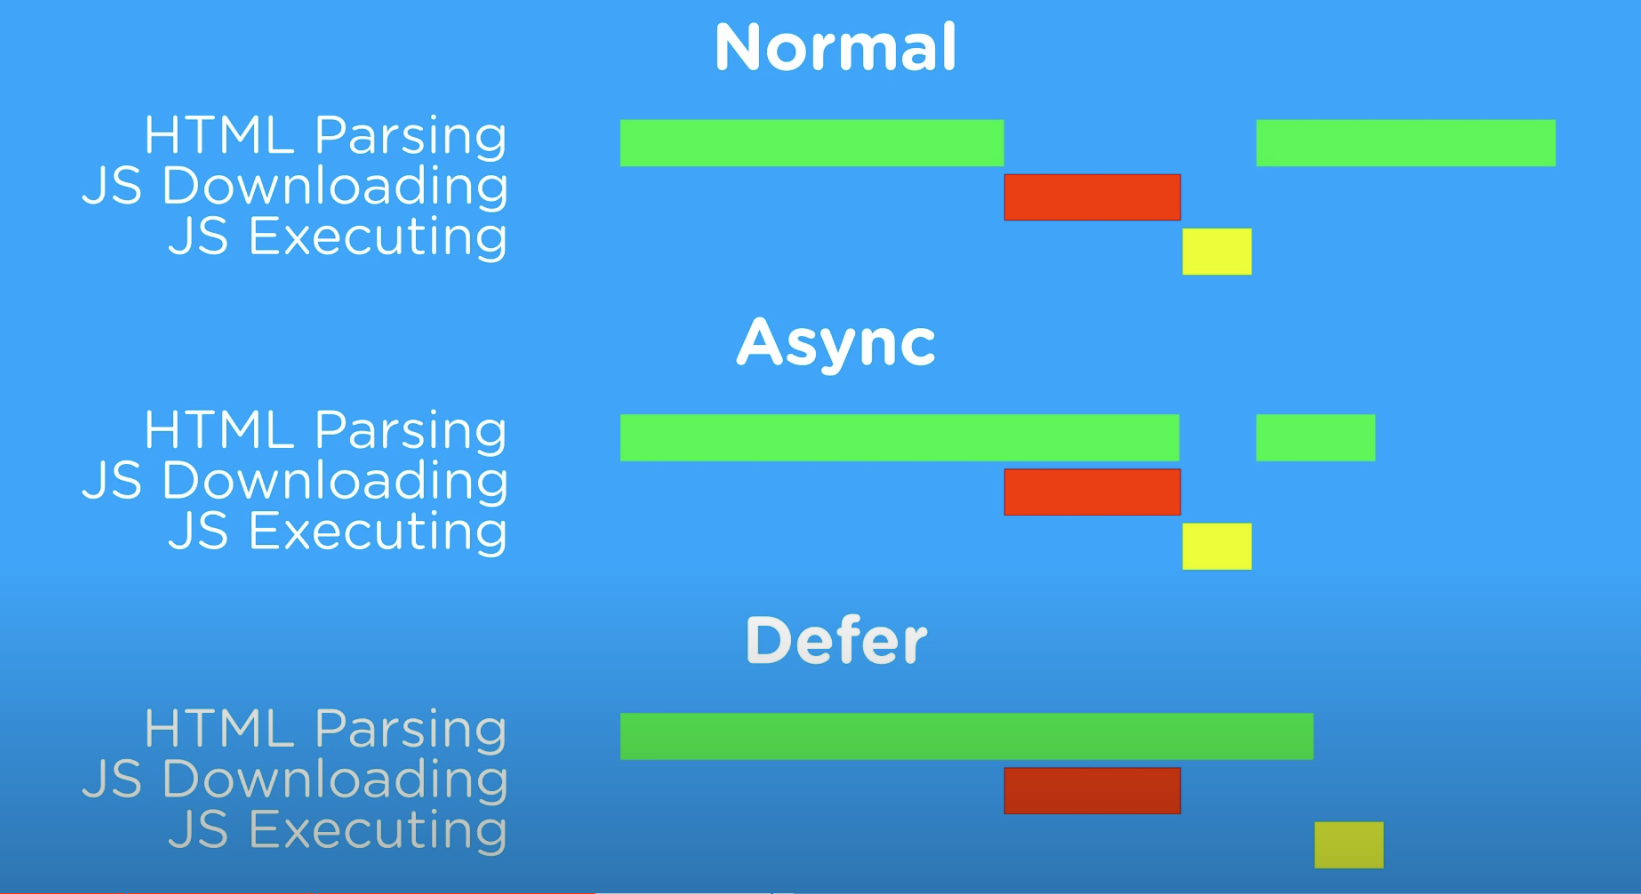 Normal
HTML Parsing
JS Downloading
JS Executing
Async
HTML Parsing
JS Downloading
JS Executing
Defer
HTML Parsing
JS Downloading
JS Executing